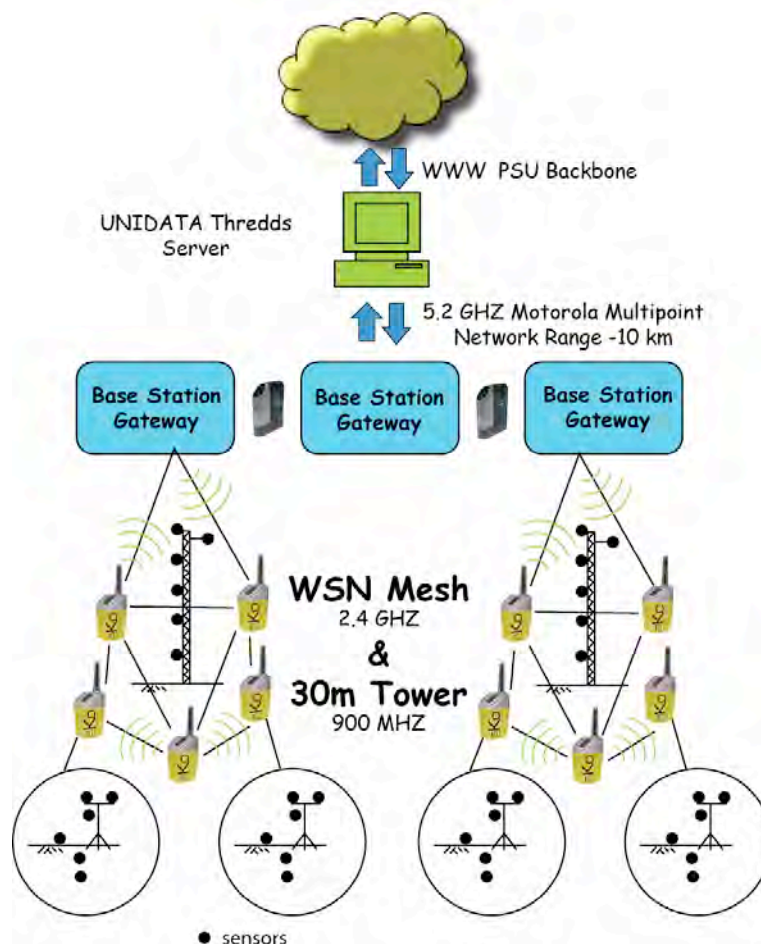 WWW PSU Backbone
UNIDATA Thredds
Server
5.2 GHZ Motorola Multipoint
Network Range -10 km
Base Station
Gateway
Base Station
Gateway
Base Station
Gateway
WSN Mesh
2.4 GHZ
&
30m Tower
900 MHZ
sensors